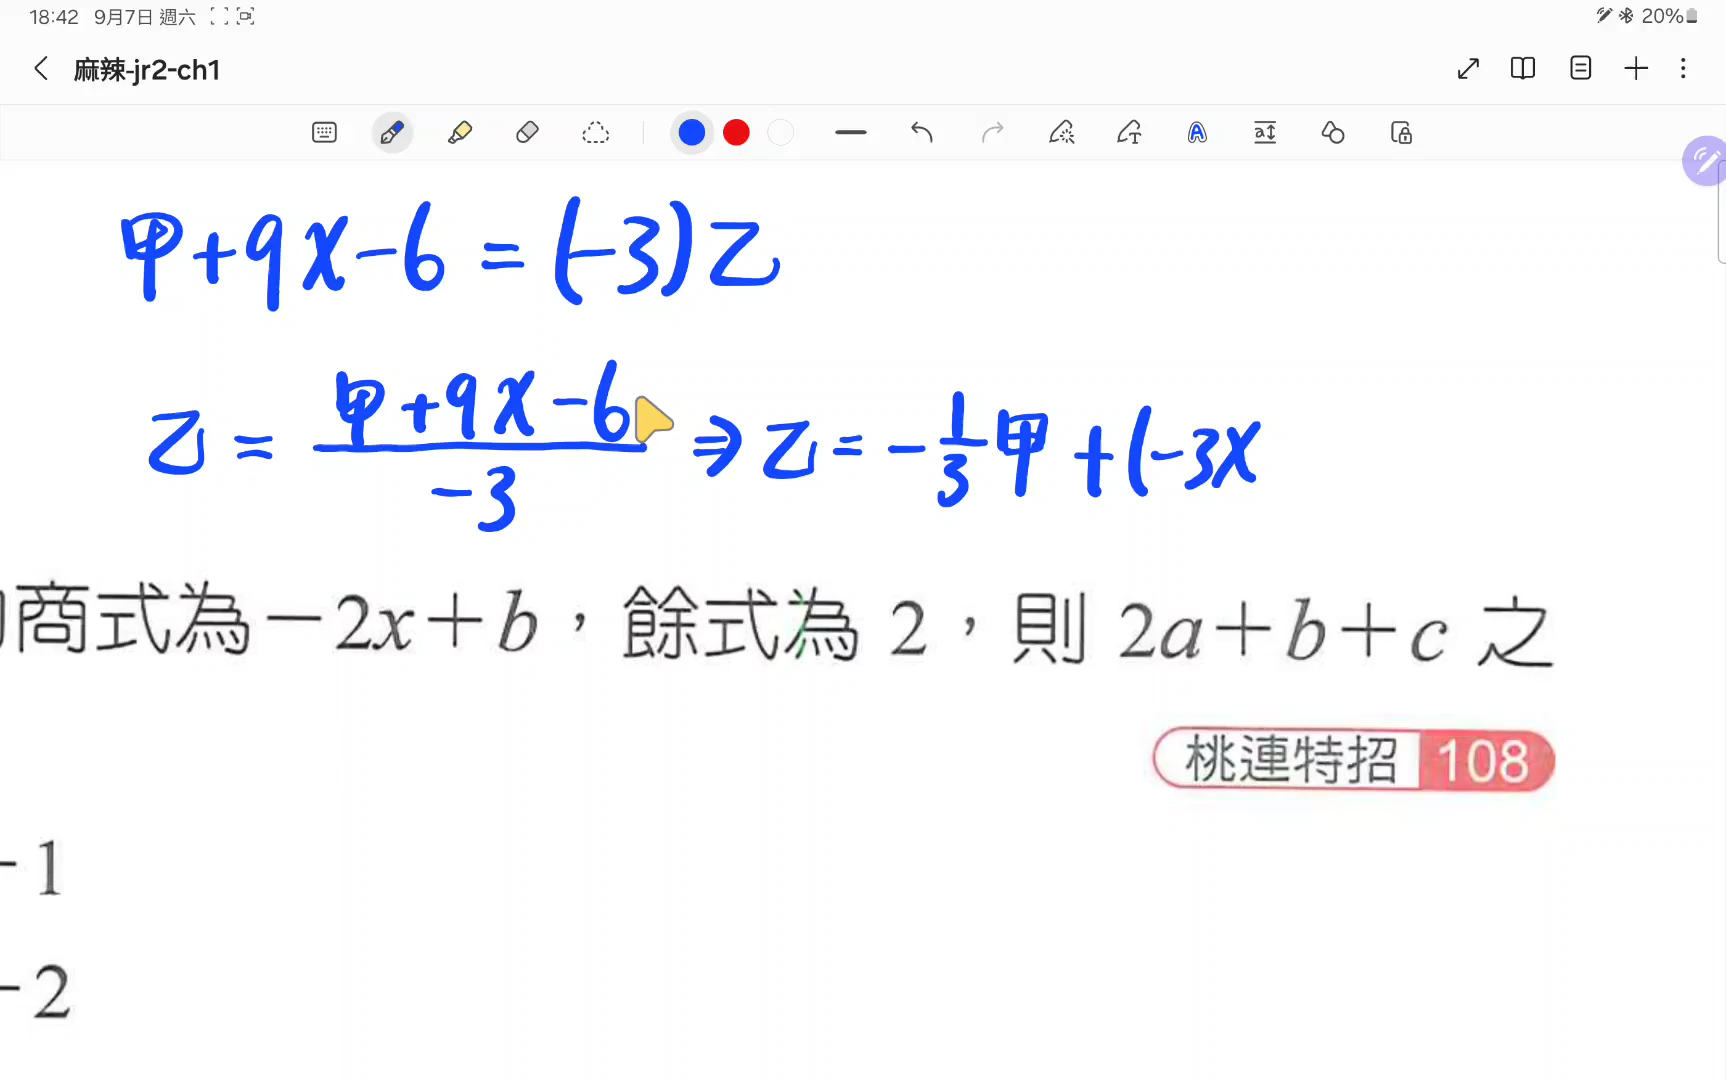 18:42 9月7日 週六 20%
麻辣-jr2-ch1
甲+9x-6=(-3)乙
乙=\frac{甲+9x-6}{-3}⇒乙=-\frac{1}{3}甲+(-3x
商式為-2x+b，餘式為 2，則 2a+b+c 之
桃連特招 108
-1
-2